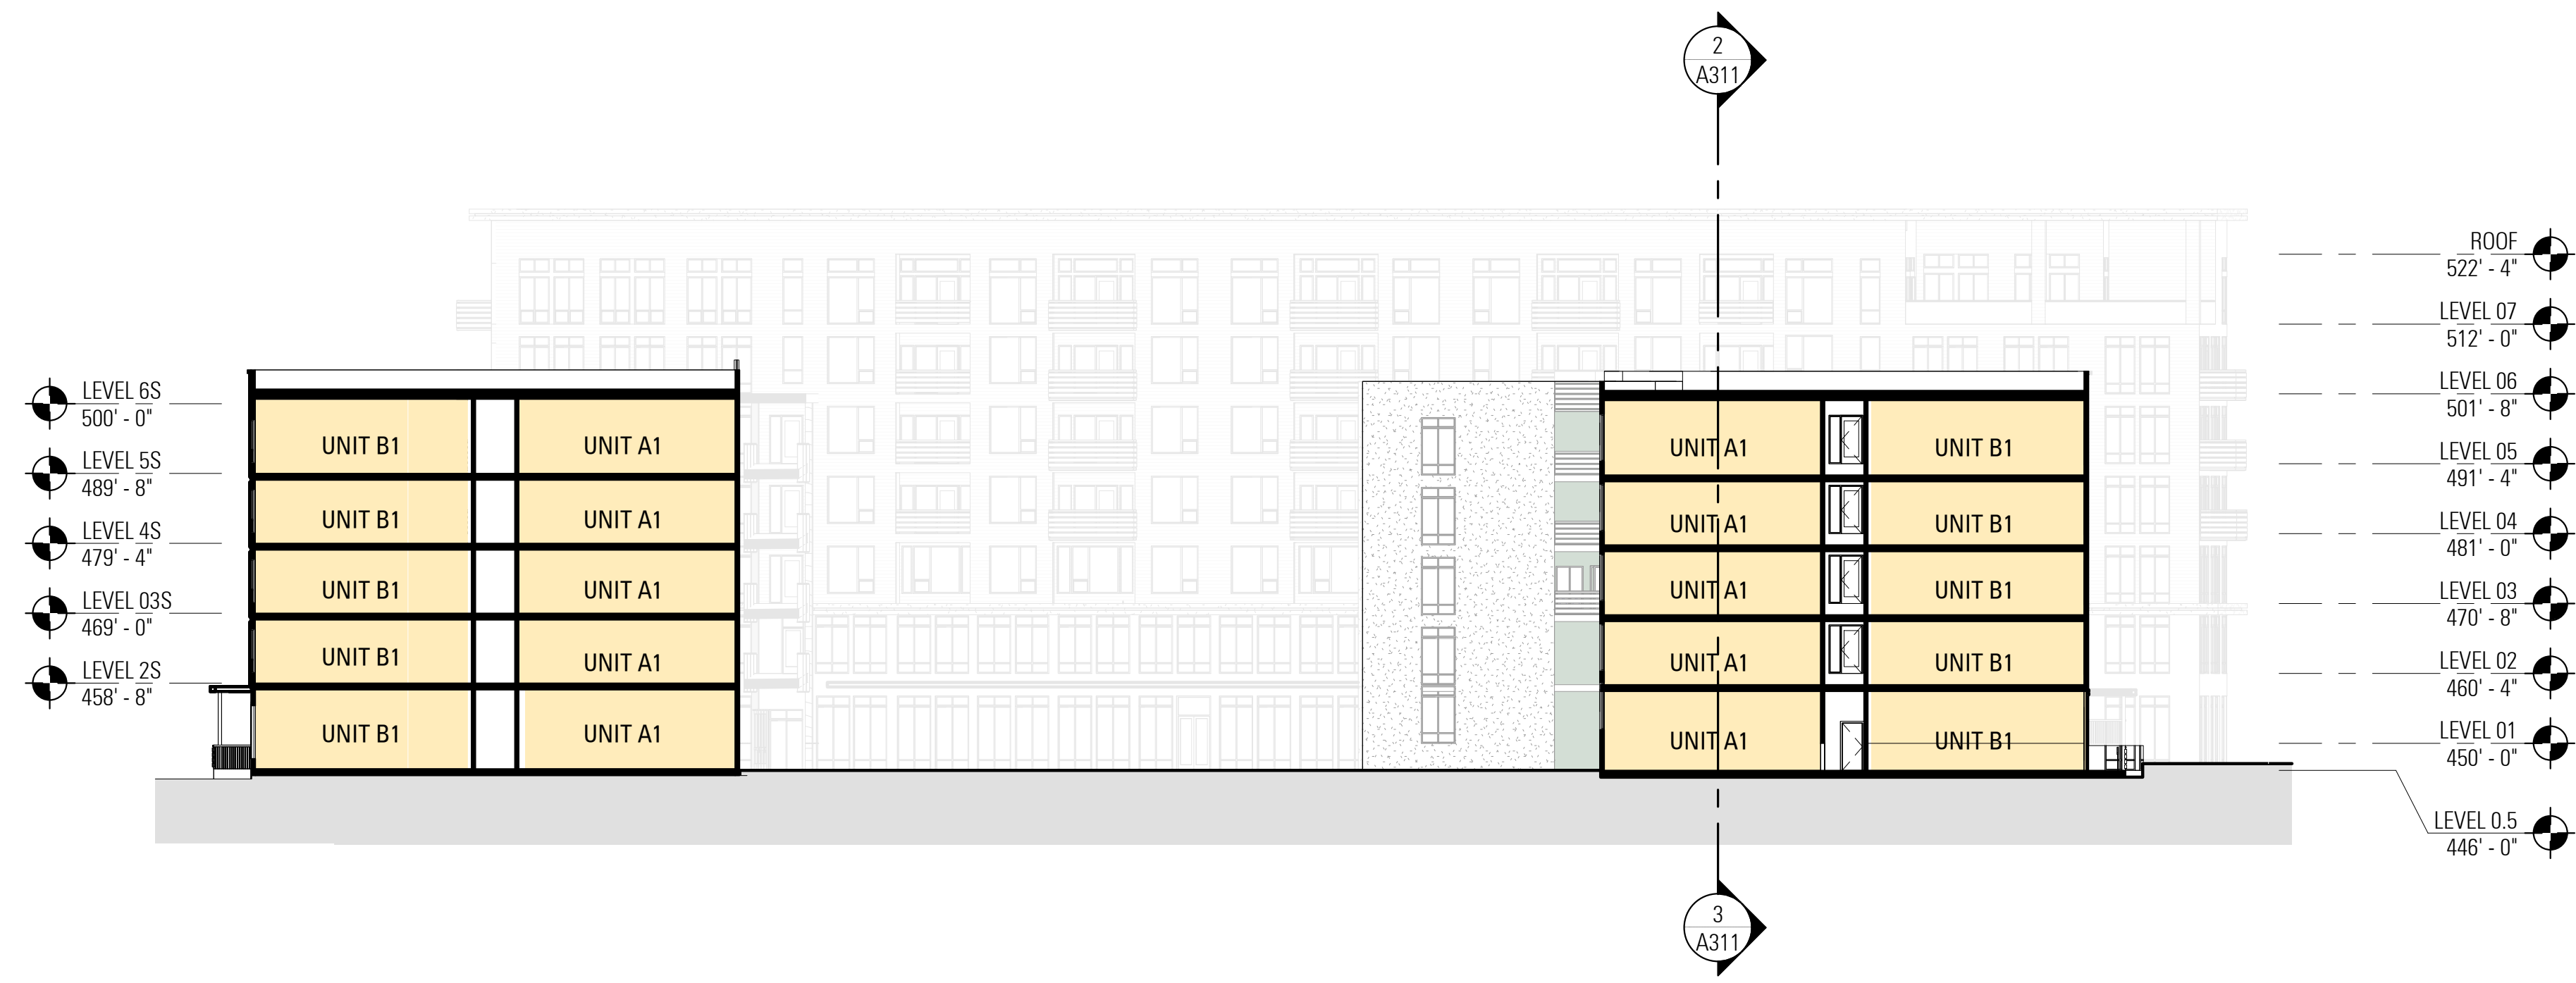 2
A311
ROOF
522' - 4"
LEVEL 07
512' - 0"
LEVEL 6S
500' - 0"
LEVEL 06
501' - 8"
UNIT B1
UNIT A1
UNIT A1
UNIT B1
LEVEL 5S
489' - 8"
LEVEL 05
491' - 4"
UNIT B1
UNIT A1
UNIT A1
UNIT B1
LEVEL 4S
479' - 4"
LEVEL 04
481' - 0"
UNIT B1
UNIT A1
UNIT A1
UNIT B1
LEVEL 03S
469' - 0"
LEVEL 03
470' - 8"
UNIT B1
UNIT A1
UNIT A1
UNIT B1
LEVEL 2S
458' - 8"
LEVEL 02
460' - 4"
UNIT B1
UNIT A1
UNIT A1
UNIT B1
LEVEL 01
450' - 0"
LEVEL 0.5
446' - 0"
3
A311